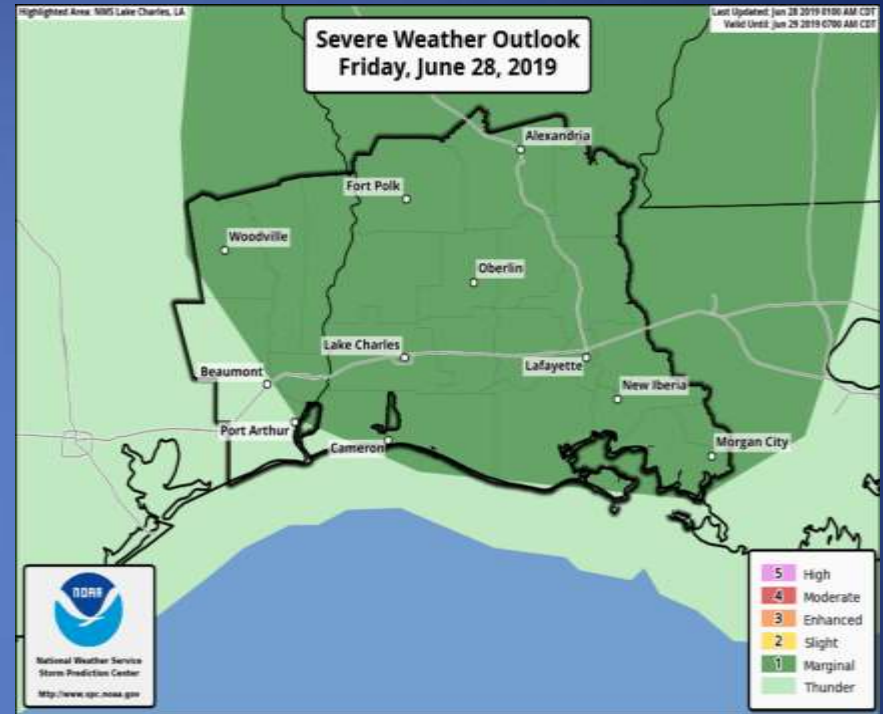 Highlighted Area: NWS Lake Charles, LA
Last Updated: Jun 28 2019 0100 AM CDT
Valid Until: Jun 29 2019 0700 AM CDT
Severe Weather Outlook
Friday, June 28, 2019
Alexandria
Fort Polk
Woodville
Oberlin
Lake Charles
Lafayette
Beaumont
New Iberia
Port Arthur
Cameron
Morgan City
5 High
4 Moderate
3 Enhanced
2 Slight
1 Marginal
Thunder
NOAA
National Weather Service
Storm Prediction Center
http://www.spc.noaa.gov